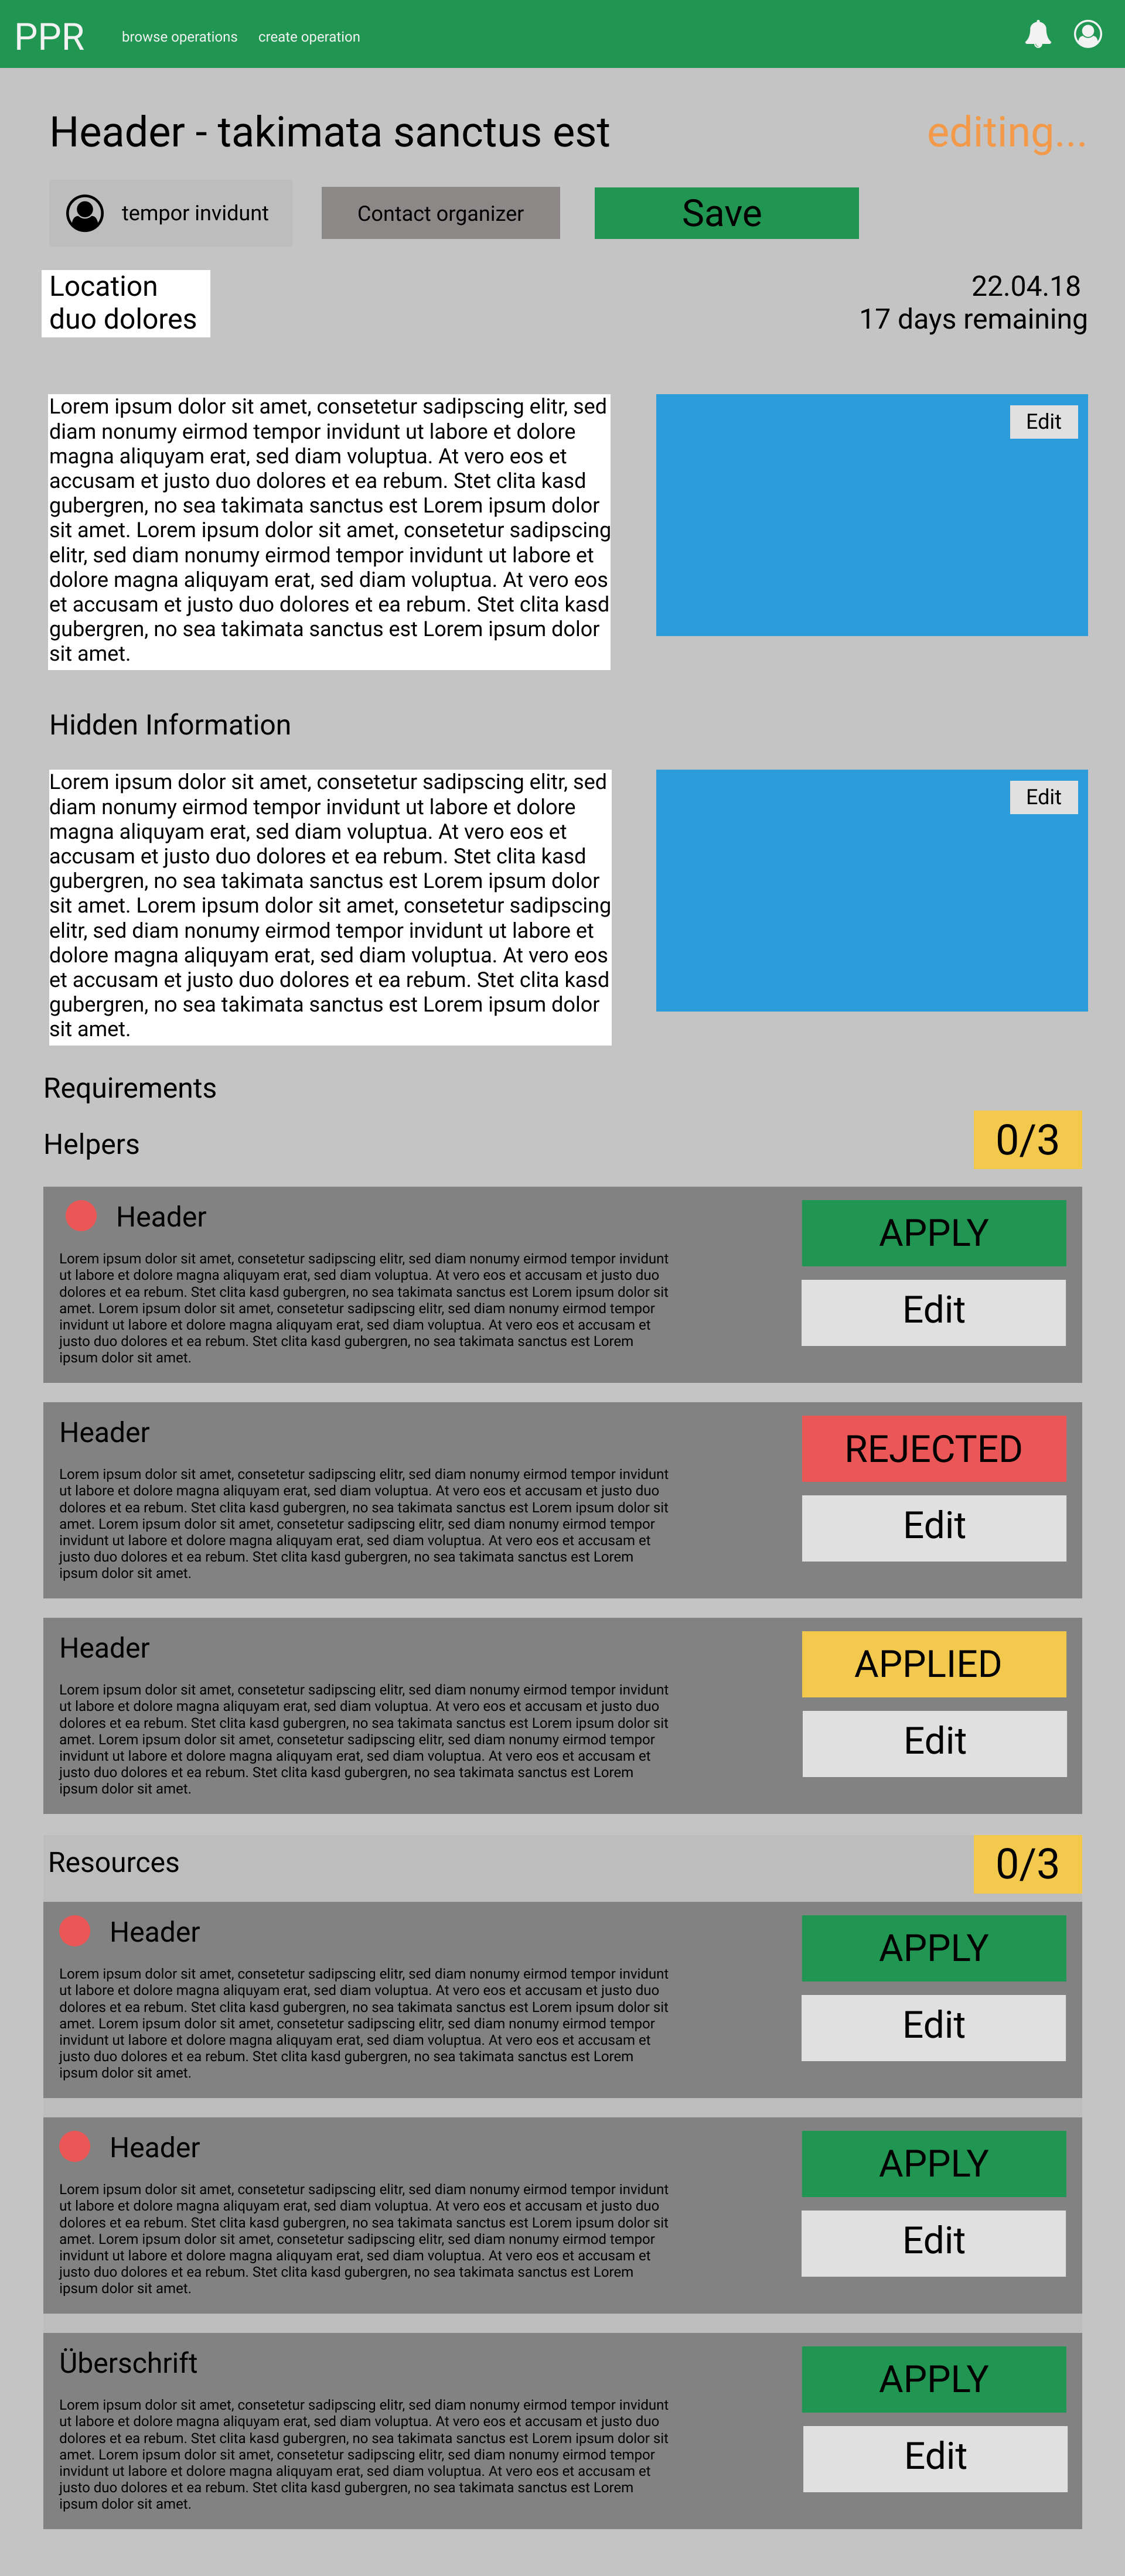 PPR
browse operations
create operation
Header - takimata sanctus est
editing...
tempor invidunt
Contact organizer
Save
Location
duo dolores
22.04.18
17 days remaining
Lorem ipsum dolor sit amet, consetetur sadipscing elitr, sed
diam nonumy eirmod tempor invidunt ut labore et dolore
magna aliquyam erat, sed diam voluptua. At vero eos et
accusam et justo duo dolores et ea rebum. Stet clita kasd
gubergren, no sea takimata sanctus est Lorem ipsum dolor
sit amet. Lorem ipsum dolor sit amet, consetetur sadipscing
elitr, sed diam nonumy eirmod tempor invidunt ut labore et
dolore magna aliquyam erat, sed diam voluptua. At vero eos
et accusam et justo duo dolores et ea rebum. Stet clita kasd
gubergren, no sea takimata sanctus est Lorem ipsum dolor
sit amet.
Edit
Hidden Information
Lorem ipsum dolor sit amet, consetetur sadipscing elitr, sed
diam nonumy eirmod tempor invidunt ut labore et dolore
magna aliquyam erat, sed diam voluptua. At vero eos et
accusam et justo duo dolores et ea rebum. Stet clita kasd
gubergren, no sea takimata sanctus est Lorem ipsum dolor
sit amet. Lorem ipsum dolor sit amet, consetetur sadipscing
elitr, sed diam nonumy eirmod tempor invidunt ut labore et
dolore magna aliquyam erat, sed diam voluptua. At vero eos
et accusam et justo duo dolores et ea rebum. Stet clita kasd
gubergren, no sea takimata sanctus est Lorem ipsum dolor
sit amet.
Edit
Requirements
Helpers
0/3
Header
Lorem ipsum dolor sit amet, consetetur sadipscing elitr, sed diam nonumy eirmod tempor invidunt
ut labore et dolore magna aliquyam erat, sed diam voluptua. At vero eos et accusam et justo duo
dolores et ea rebum. Stet clita kasd gubergren, no sea takimata sanctus est Lorem ipsum dolor sit
amet. Lorem ipsum dolor sit amet, consetetur sadipscing elitr, sed diam nonumy eirmod tempor
invidunt ut labore et dolore magna aliquyam erat, sed diam voluptua. At vero eos et accusam et
justo duo dolores et ea rebum. Stet clita kasd gubergren, no sea takimata sanctus est Lorem
ipsum dolor sit amet.
APPLY
Edit
Header
Lorem ipsum dolor sit amet, consetetur sadipscing elitr, sed diam nonumy eirmod tempor invidunt
ut labore et dolore magna aliquyam erat, sed diam voluptua. At vero eos et accusam et justo duo
dolores et ea rebum. Stet clita kasd gubergren, no sea takimata sanctus est Lorem ipsum dolor sit
amet. Lorem ipsum dolor sit amet, consetetur sadipscing elitr, sed diam nonumy eirmod tempor
invidunt ut labore et dolore magna aliquyam erat, sed diam voluptua. At vero eos et accusam et
justo duo dolores et ea rebum. Stet clita kasd gubergren, no sea takimata sanctus est Lorem
ipsum dolor sit amet.
REJECTED
Edit
Header
Lorem ipsum dolor sit amet, consetetur sadipscing elitr, sed diam nonumy eirmod tempor invidunt
ut labore et dolore magna aliquyam erat, sed diam voluptua. At vero eos et accusam et justo duo
dolores et ea rebum. Stet clita kasd gubergren, no sea takimata sanctus est Lorem ipsum dolor sit
amet. Lorem ipsum dolor sit amet, consetetur sadipscing elitr, sed diam nonumy eirmod tempor
invidunt ut labore et dolore magna aliquyam erat, sed diam voluptua. At vero eos et accusam et
justo duo dolores et ea rebum. Stet clita kasd gubergren, no sea takimata sanctus est Lorem
ipsum dolor sit amet.
APPLIED
Edit
Resources
0/3
Header
Lorem ipsum dolor sit amet, consetetur sadipscing elitr, sed diam nonumy eirmod tempor invidunt
ut labore et dolore magna aliquyam erat, sed diam voluptua. At vero eos et accusam et justo duo
dolores et ea rebum. Stet clita kasd gubergren, no sea takimata sanctus est Lorem ipsum dolor sit
amet. Lorem ipsum dolor sit amet, consetetur sadipscing elitr, sed diam nonumy eirmod tempor
invidunt ut labore et dolore magna aliquyam erat, sed diam voluptua. At vero eos et accusam et
justo duo dolores et ea rebum. Stet clita kasd gubergren, no sea takimata sanctus est Lorem
ipsum dolor sit amet.
APPLY
Edit
Header
Lorem ipsum dolor sit amet, consetetur sadipscing elitr, sed diam nonumy eirmod tempor invidunt
ut labore et dolore magna aliquyam erat, sed diam voluptua. At vero eos et accusam et justo duo
dolores et ea rebum. Stet clita kasd gubergren, no sea takimata sanctus est Lorem ipsum dolor sit
amet. Lorem ipsum dolor sit amet, consetetur sadipscing elitr, sed diam nonumy eirmod tempor
invidunt ut labore et dolore magna aliquyam erat, sed diam voluptua. At vero eos et accusam et
justo duo dolores et ea rebum. Stet clita kasd gubergren, no sea takimata sanctus est Lorem
ipsum dolor sit amet.
APPLY
Edit
Überschrift
Lorem ipsum dolor sit amet, consetetur sadipscing elitr, sed diam nonumy eirmod tempor invidunt
ut labore et dolore magna aliquyam erat, sed diam voluptua. At vero eos et accusam et justo duo
dolores et ea rebum. Stet clita kasd gubergren, no sea takimata sanctus est Lorem ipsum dolor sit
amet. Lorem ipsum dolor sit amet, consetetur sadipscing elitr, sed diam nonumy eirmod tempor
invidunt ut labore et dolore magna aliquyam erat, sed diam voluptua. At vero eos et accusam et
justo duo dolores et ea rebum. Stet clita kasd gubergren, no sea takimata sanctus est Lorem
ipsum dolor sit amet.
APPLY
Edit